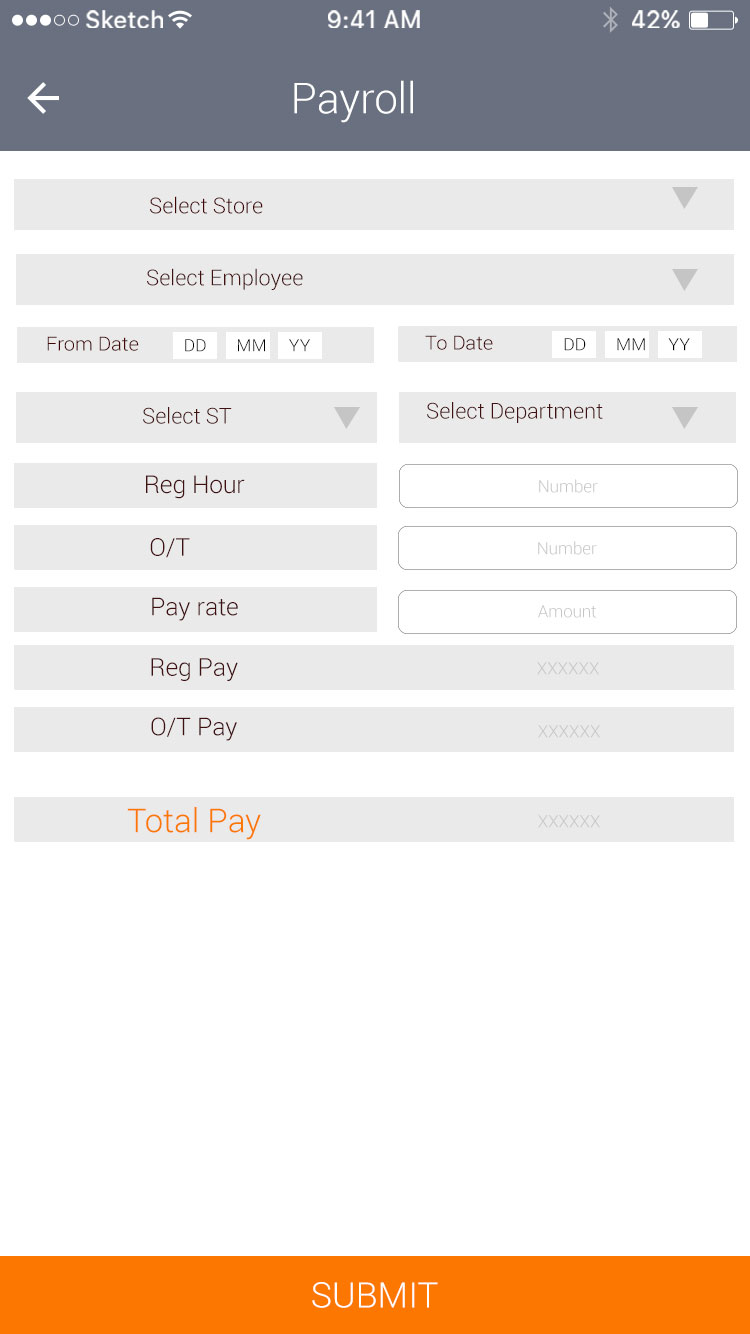 Sketch 9:41 AM 42%
Payroll
Select Store
Select Employee
From Date DD MM YY To Date DD MM YY
Select ST Select Department
Reg Hour Number
O/T Number
Pay rate Amount
Reg Pay XXXXXX
O/T Pay XXXXXX
Total Pay XXXXXX
SUBMIT